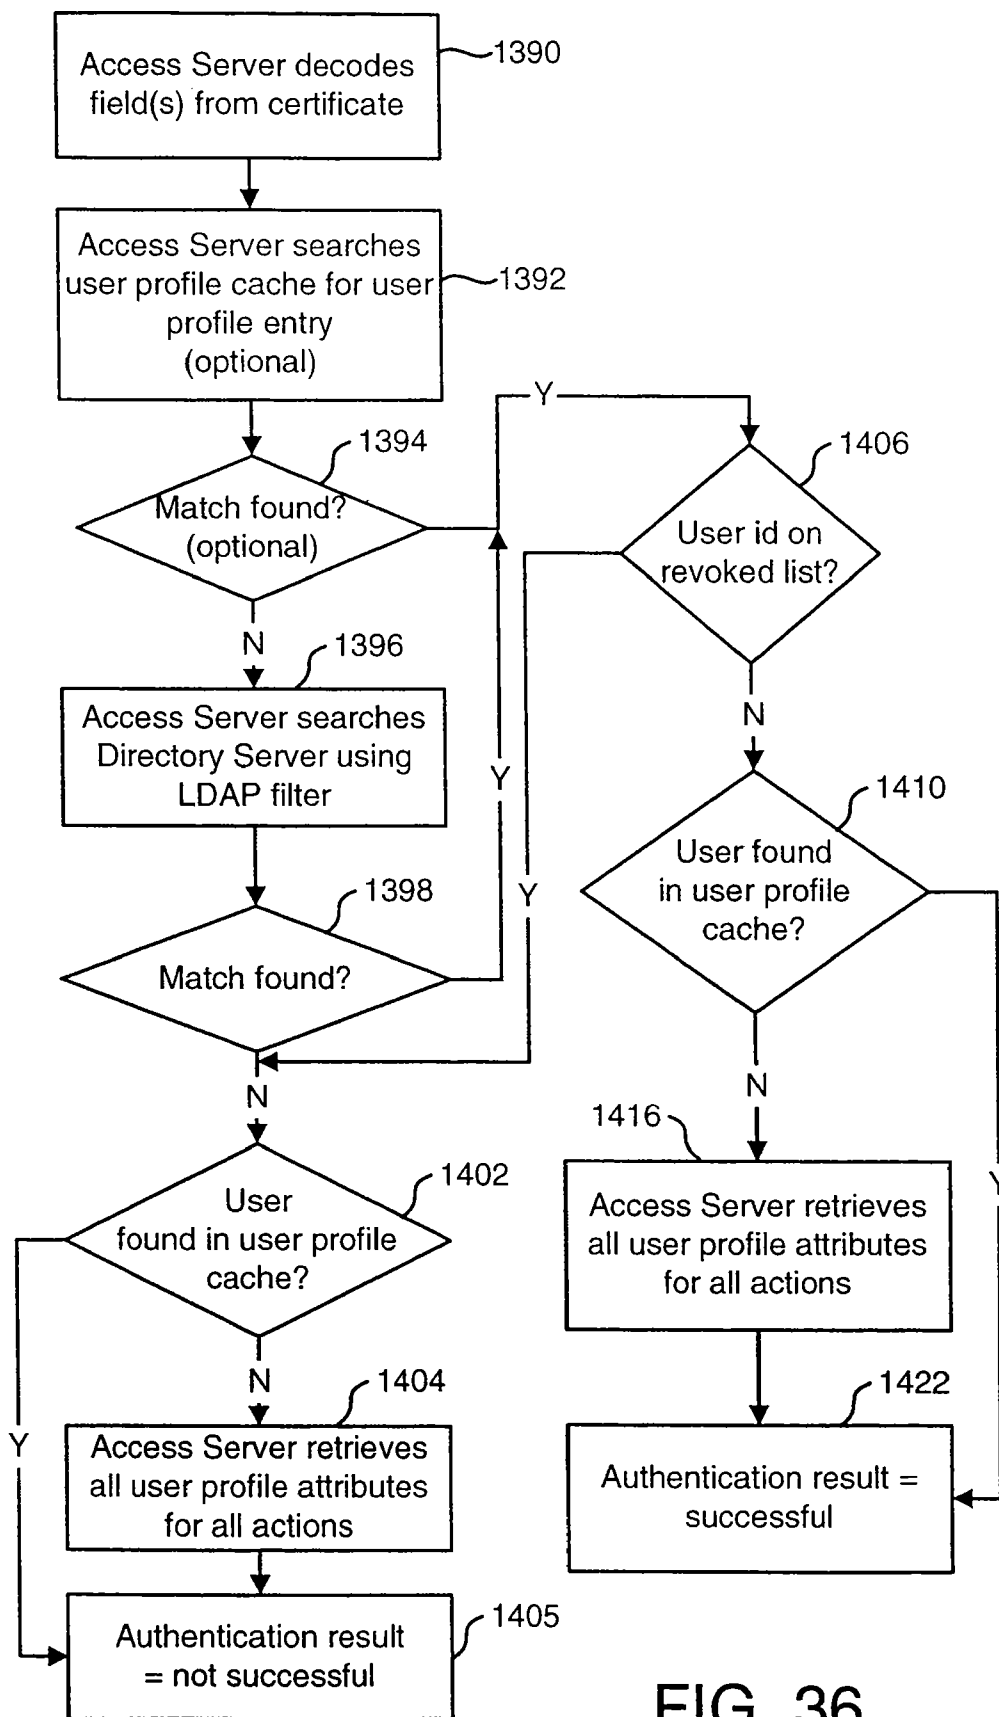 Access Server decodes
field(s) from certificate
1390
Access Server searches
user profile cache for user
profile entry
(optional)
1392
Match found?
(optional)
1394
Y
N
Access Server searches
Directory Server using
LDAP filter
1396
Match found?
1398
Y
N
User id on
revoked list?
1406
Y
N
User found
in user profile
cache?
1410
Y
N
1416
Access Server retrieves
all user profile attributes
for all actions
1422
Authentication result =
successful
User
found in user profile
cache?
1402
Y
N
1404
Access Server retrieves
all user profile attributes
for all actions
Authentication result
= not successful
1405
FIG. 36